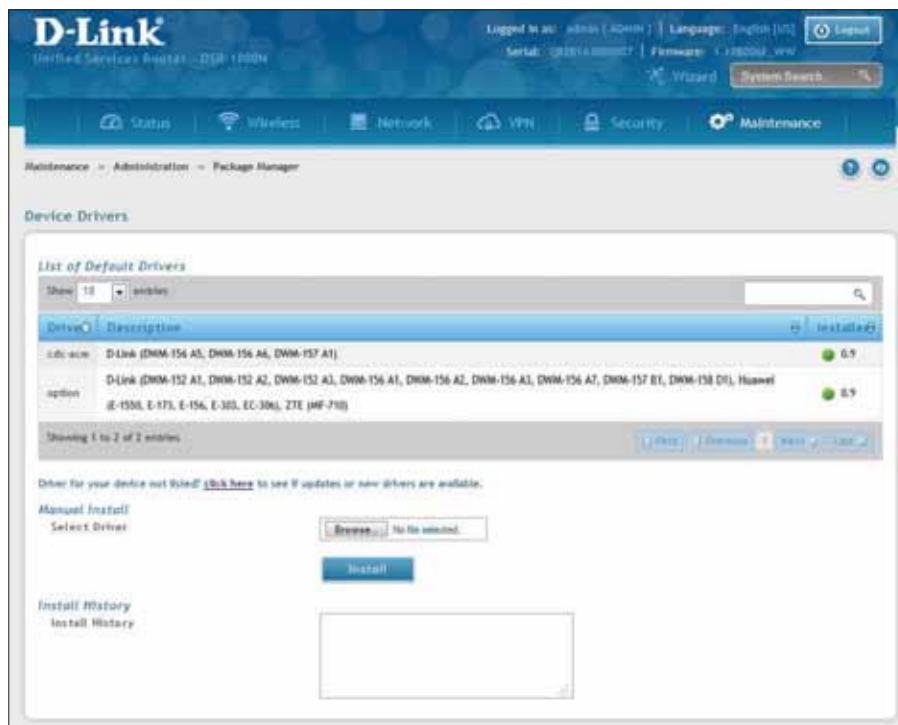 D-Link
Unified Services Router - DSR-1000N
Logged in as: admin [ADMIN] | Language: English [US]
Logout
Serial: | Firmware:
Wizard
System Search...
Status
Wireless
Network
VPN
Security
Maintenance
Maintenance » Administration » Package Manager
Device Drivers
List of Default Drivers
Show 10 entries
Driver Description Installed
cdc-acm D-Link (DWM-156 A5, DWM-156 A6, DWM-157 A1) 0.9
D-Link (DWM-152 A1, DWM-152 A2, DWM-152 A3, DWM-156 A1, DWM-156 A2, DWM-156 A3, DWM-156 A7, DWM-157 B1, DWM-158 D1), Huawei
option 0.9
(E-1550, E-173, E-156, E-303, EC-306), ZTE (MF-710)
Showing 1 to 2 of 2 entries
First Previous 1 Next Last
Driver for your device not listed? click here to see if updates or new drivers are available.
Manual Install
Select Driver
Browse... No file selected.
Install
Install History
Install History